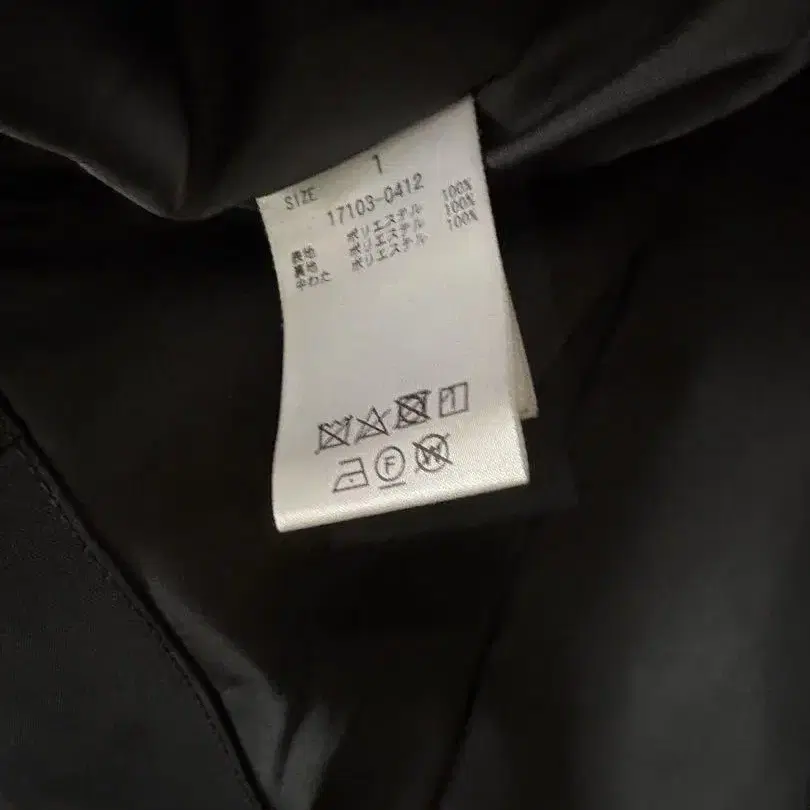 SIZE 1
17103-0412
表地 ポリエステル 100%
裏地 ポリエステル 100%
中わた ポリエステル 100%
F W